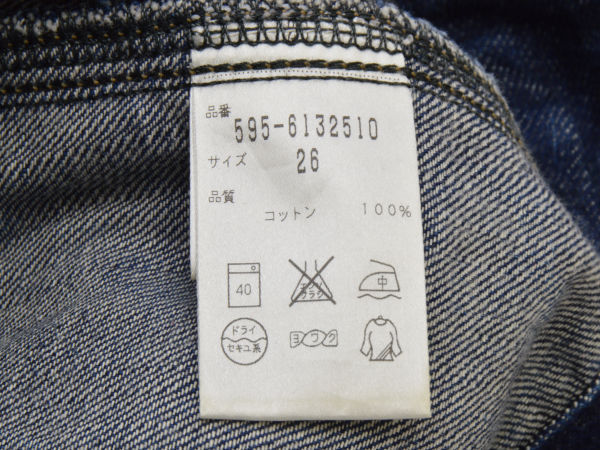 品番
595-6132510
サイズ
26
品質
コットン 100%
40
エンソ
サラシ
中
ドライ
セキユ系
ヨワク